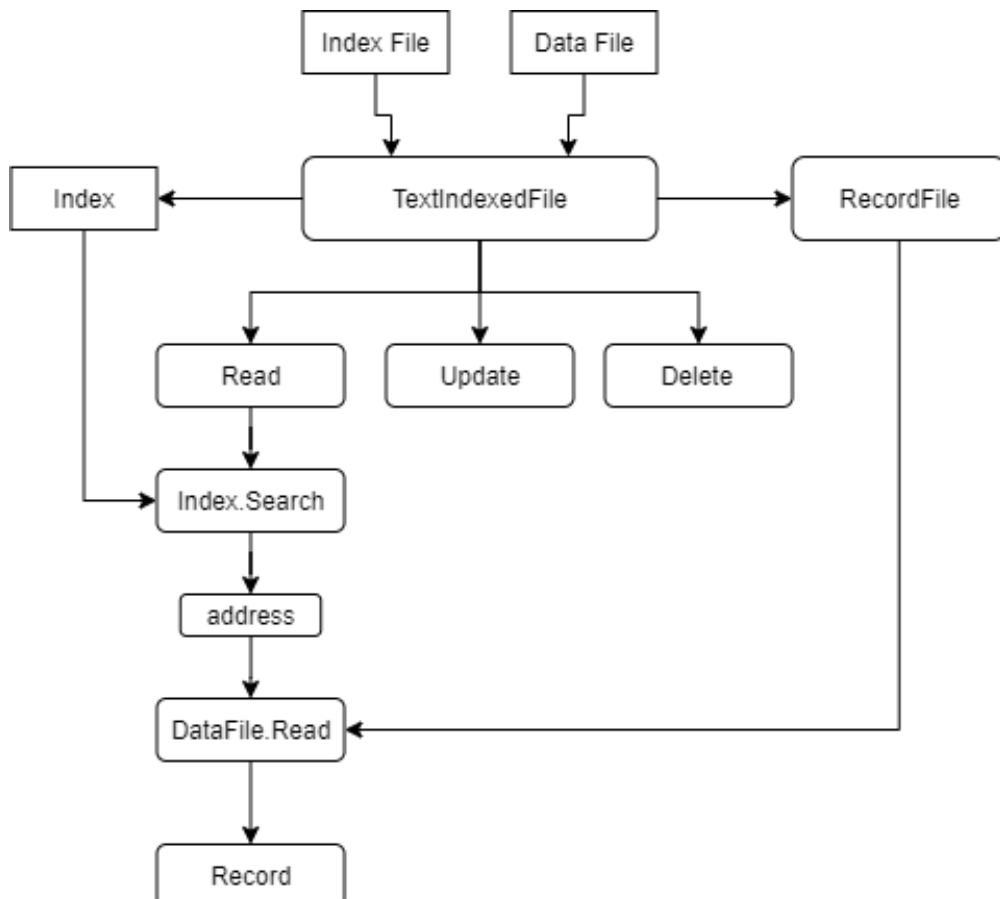 Index File
Data File
Index
TextIndexedFile
RecordFile
Read
Update
Delete
Index.Search
address
DataFile.Read
Record